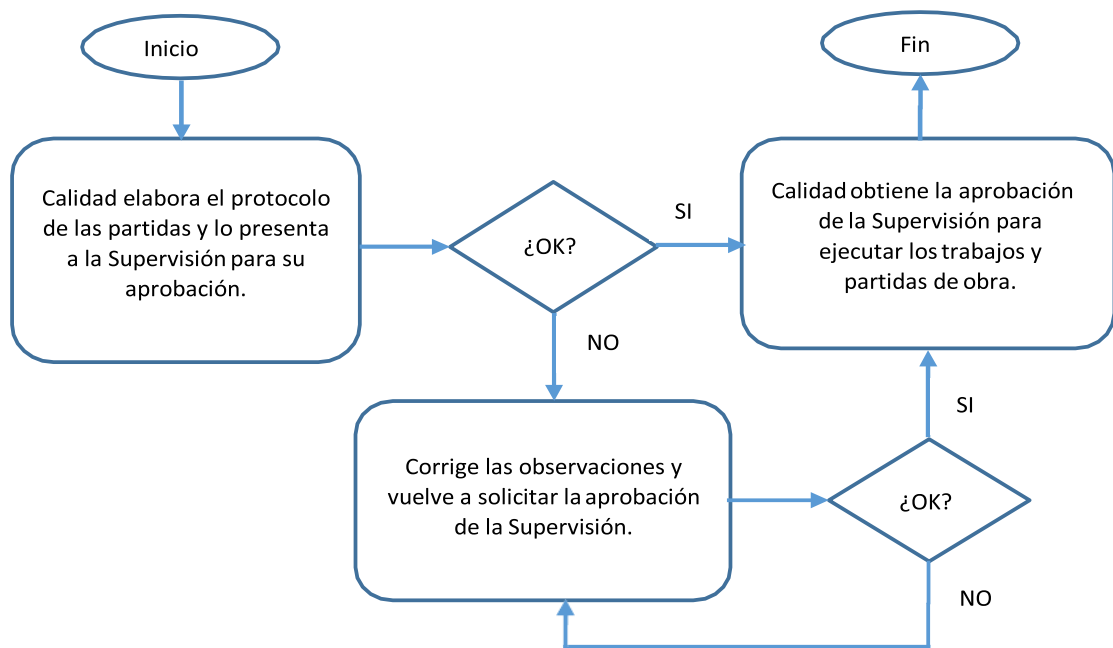 Inicio
Fin
Calidad elabora el protocolo
de las partidas y lo presenta
a la Supervisión para su
aprobación.
¿OK?
SI
Calidad obtiene la aprobación
de la Supervisión para
ejecutar los trabajos y
partidas de obra.
NO
Corrige las observaciones y
vuelve a solicitar la aprobación
de la Supervisión.
¿OK?
SI
NO